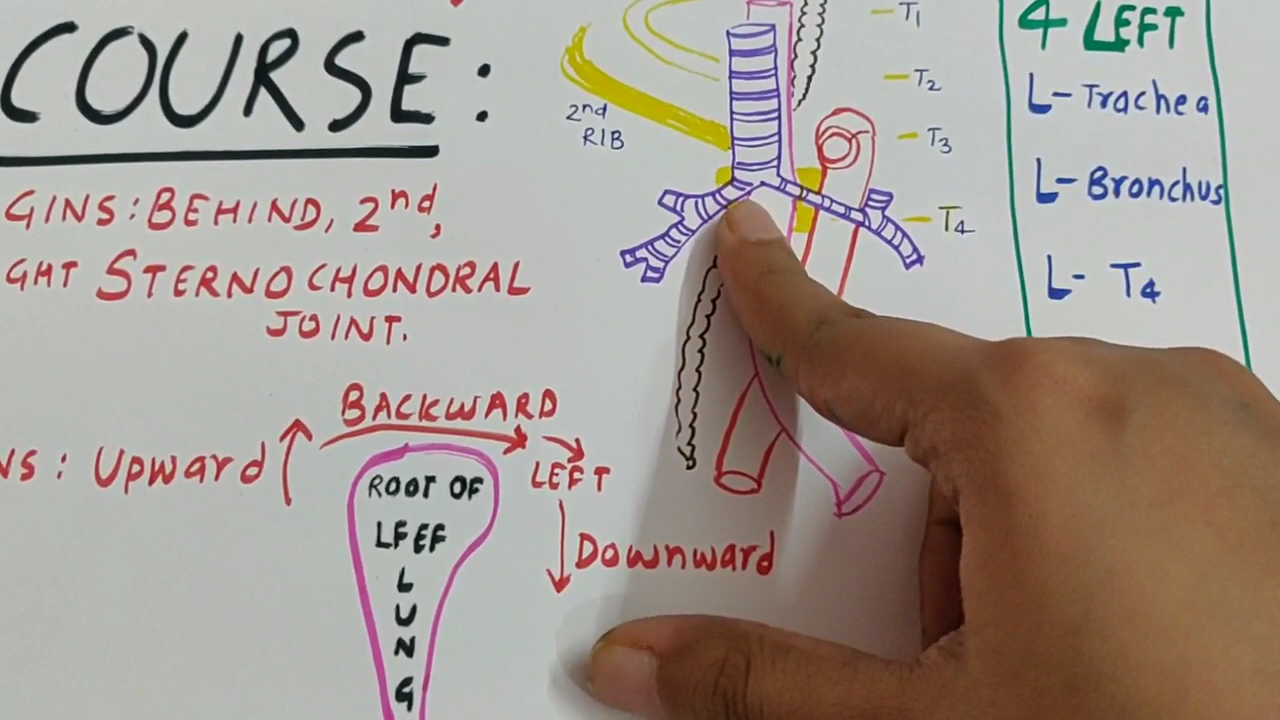 COURSE:
GINS: BEHIND, 2nd,
GHT STERNOCHONDRAL
JOINT.
NS: Upward
BACKWARD
LEFT
Downward
ROOT OF
LFEF
L
U
N
G
2nd
RIB
T1
T2
T3
T4
4 LEFT
L-Trachea
L-Bronchus
L- T4